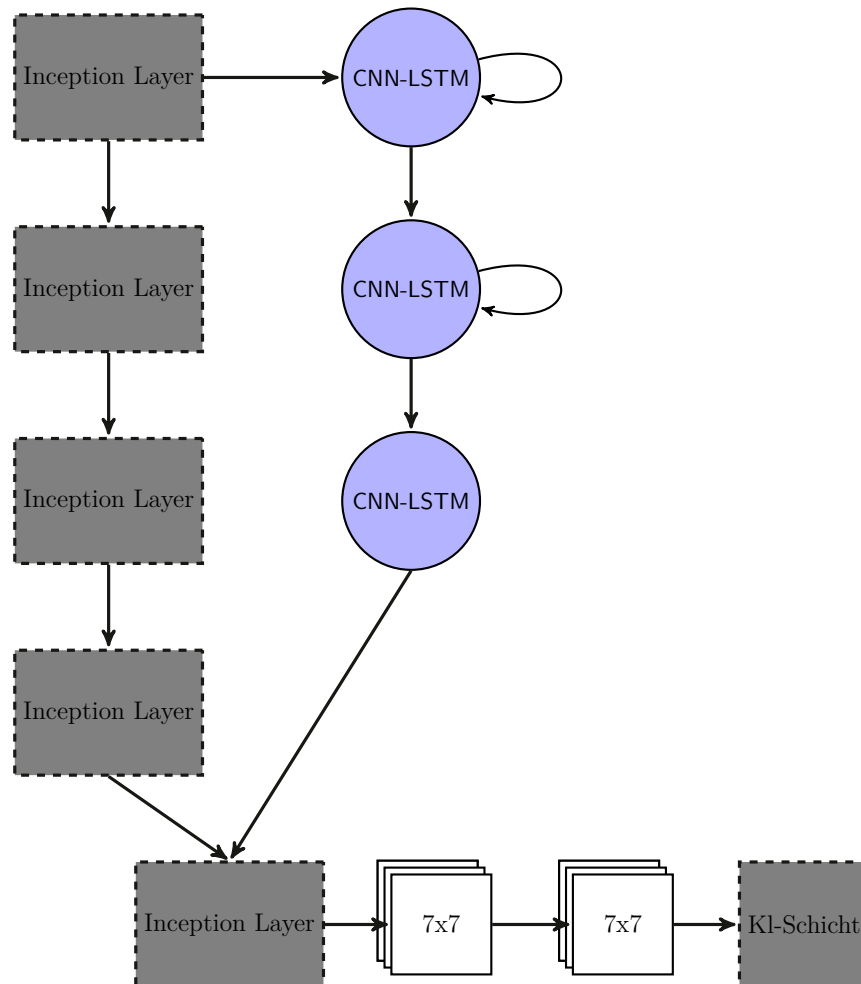 Inception Layer
CNN-LSTM
Inception Layer
CNN-LSTM
Inception Layer
CNN-LSTM
Inception Layer
Inception Layer
7x7
7x7
Kl-Schicht